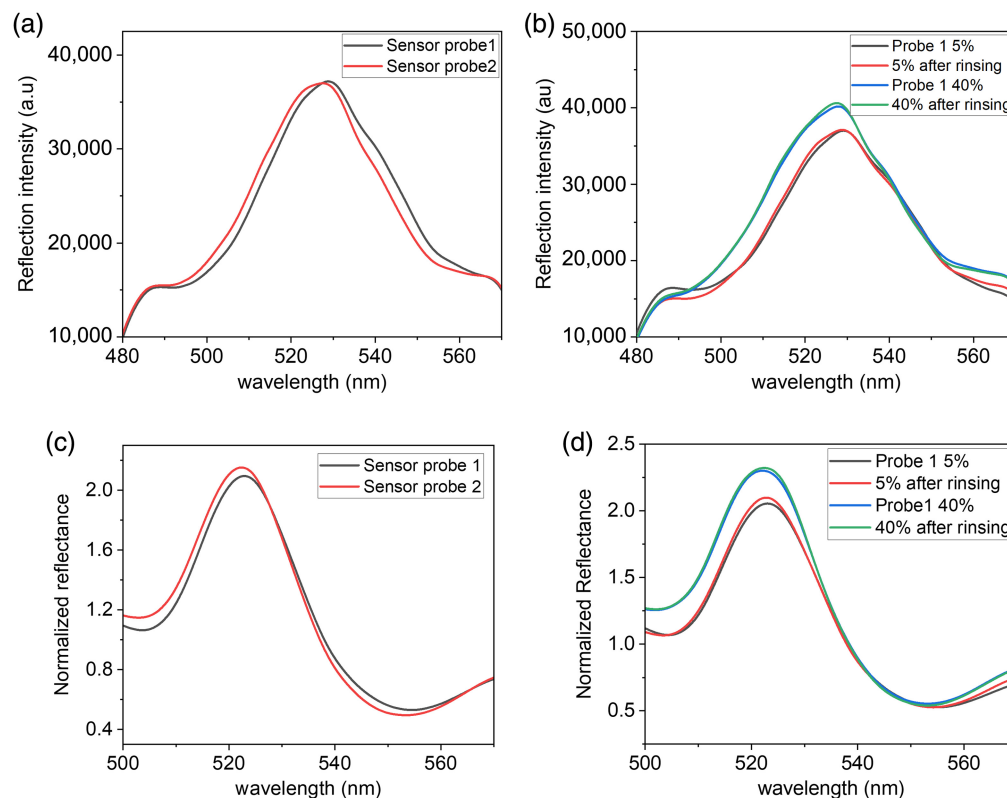 (a)
40,000
30,000
20,000
10,000
Reflection intensity (a.u)
Sensor probe1
Sensor probe2
480 500 520 540 560
wavelength (nm)
(b)
50,000
40,000
30,000
20,000
10,000
Reflection intensity (au)
Probe 1 5%
5% after rinsing
Probe 1 40%
40% after rinsing
480 500 520 540 560
wavelength (nm)
(c)
2.0
1.6
1.2
0.8
0.4
Normalized reflectance
Sensor probe 1
Sensor probe 2
500 520 540 560
wavelength (nm)
(d)
2.5
2.0
1.5
1.0
0.5
Normalized Reflectance
Probe 1 5%
5% after rinsing
Probe1 40%
40% after rinsing
500 520 540 560
wavelength (nm)